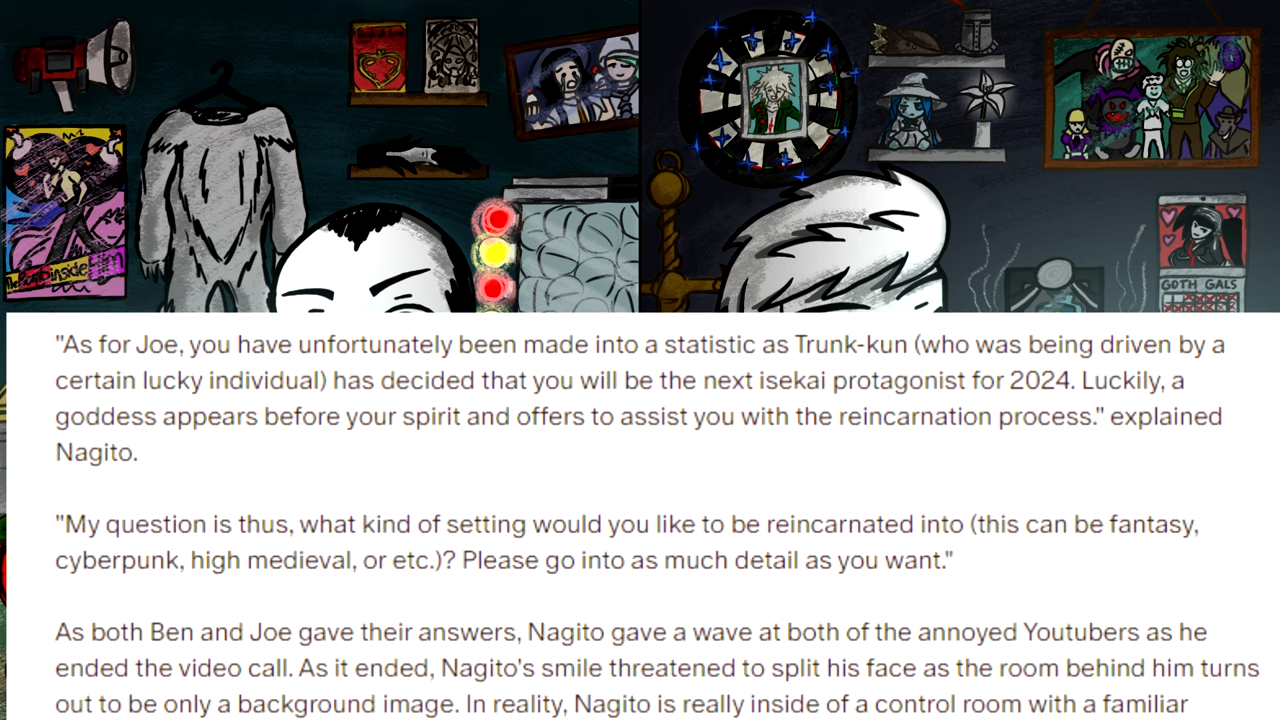 The Bob inside Film
GOTH GALS
"As for Joe, you have unfortunately been made into a statistic as Trunk-kun (who was being driven by a
certain lucky individual) has decided that you will be the next isekai protagonist for 2024. Luckily, a
goddess appears before your spirit and offers to assist you with the reincarnation process." explained
Nagito.
"My question is thus, what kind of setting would you like to be reincarnated into (this can be fantasy,
cyberpunk, high medieval, or etc.)? Please go into as much detail as you want."
As both Ben and Joe gave their answers, Nagito gave a wave at both of the annoyed Youtubers as he
ended the video call. As it ended, Nagito's smile threatened to split his face as the room behind him turns
out to be only a background image. In reality, Nagito is really inside of a control room with a familiar